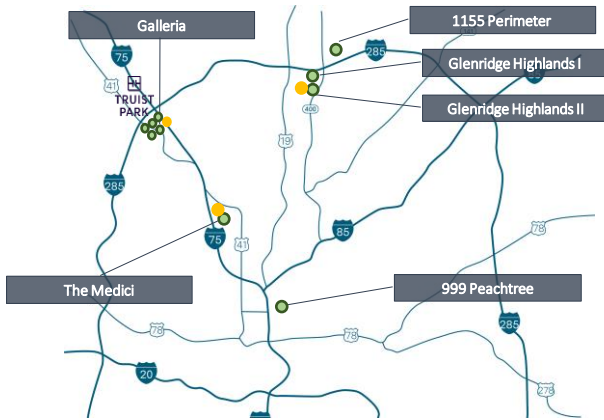 Galleria
1155 Perimeter
75
285
Glenridge Highlands I
41
TRUIST
PARK
400
Glenridge Highlands II
19
285
78
75
41
85
The Medici
999 Peachtree
78
78
285
20
278